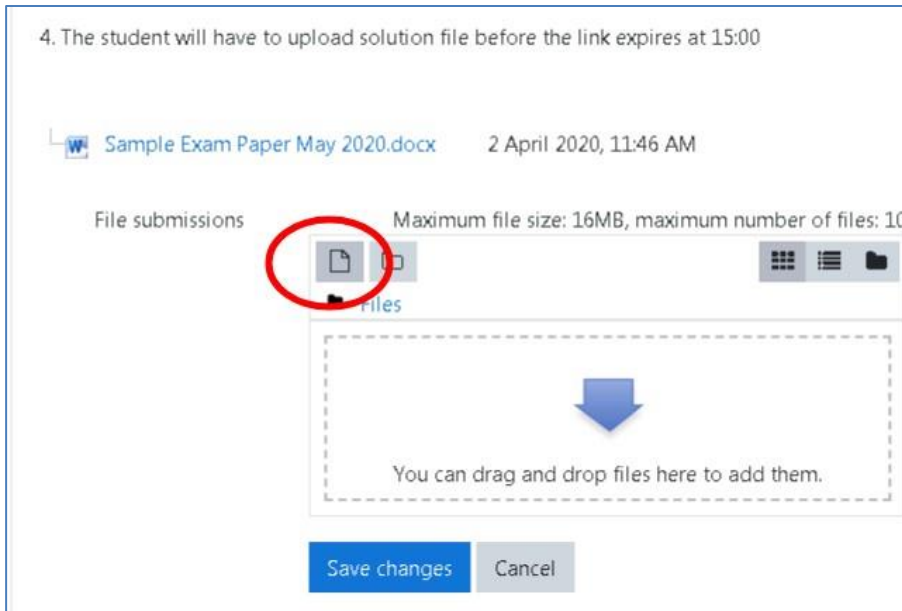 4. The student will have to upload solution file before the link expires at 15:00
Sample Exam Paper May 2020.docx 2 April 2020, 11:46 AM
File submissions Maximum file size: 16MB, maximum number of files: 10
Files
You can drag and drop files here to add them.
Save changes Cancel